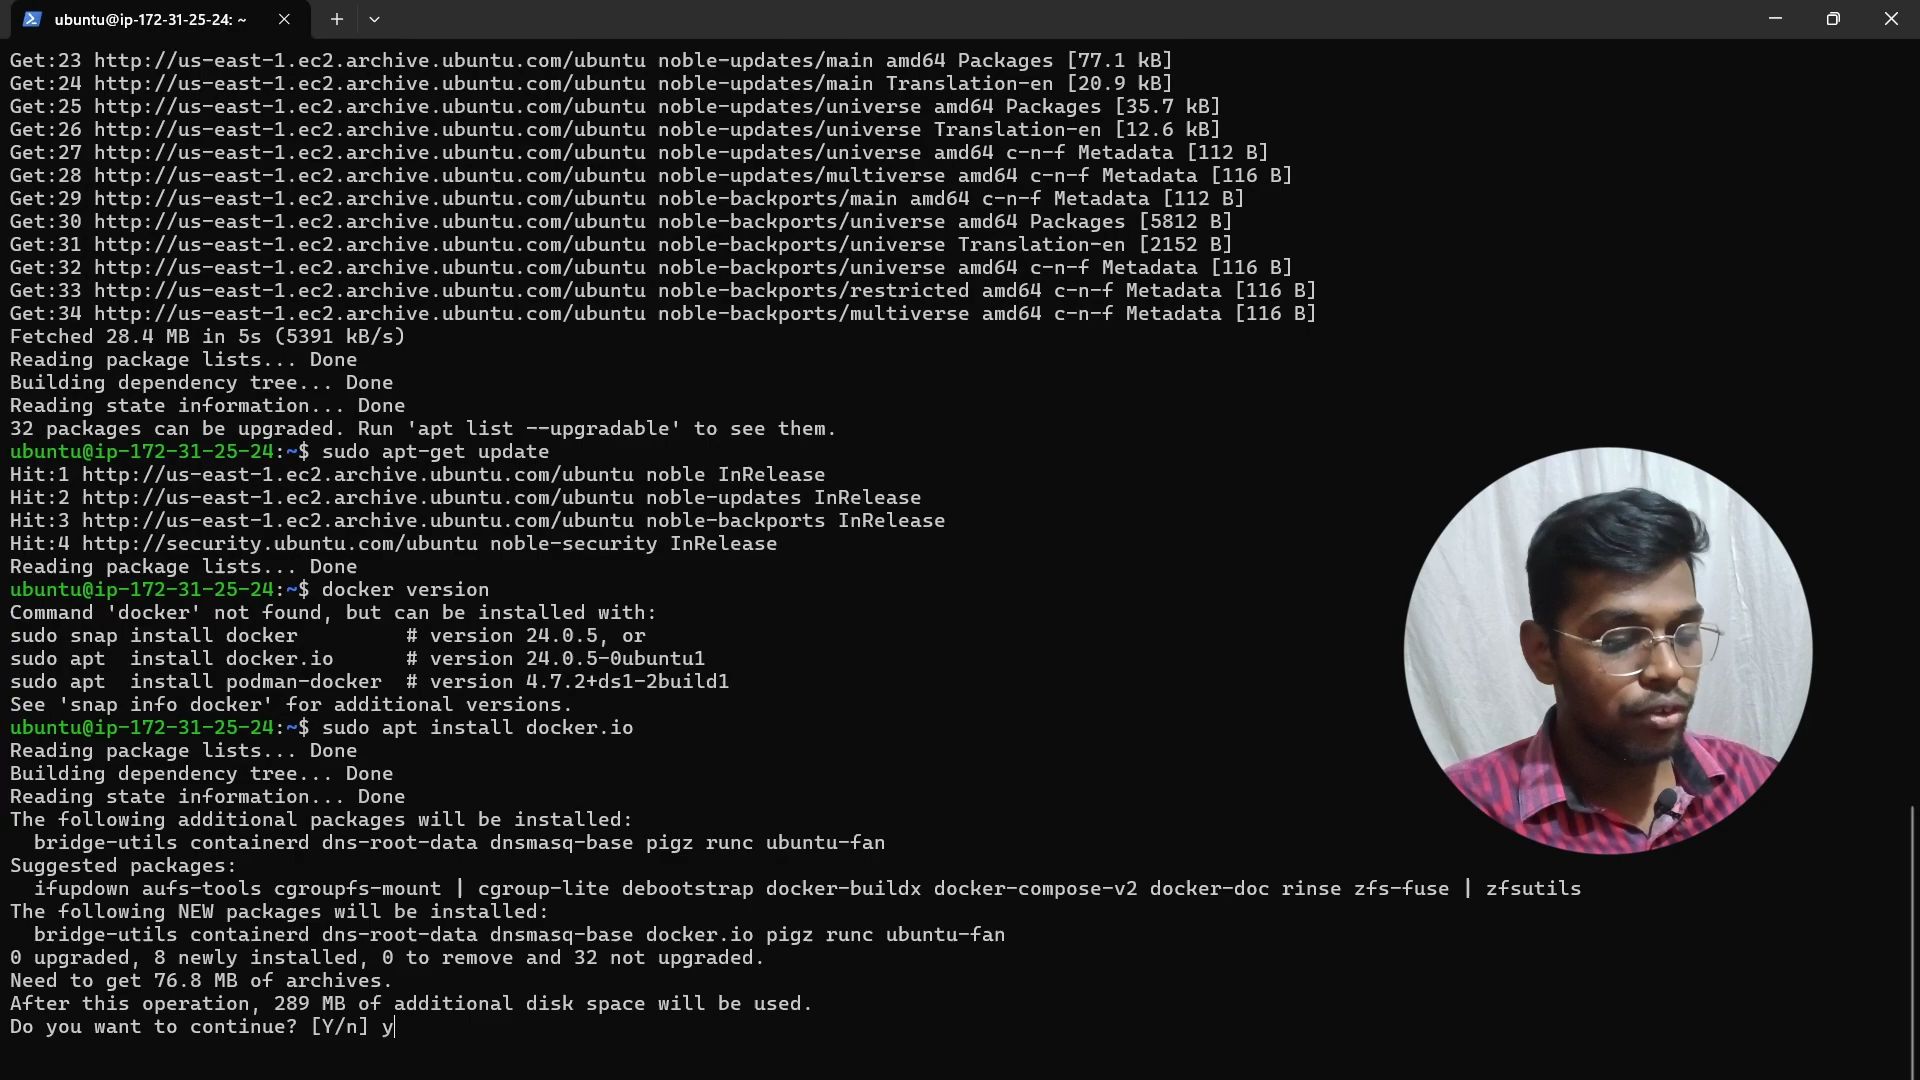 ubuntu@ip-172-31-25-24: ~
Get:23 http://us-east-1.ec2.archive.ubuntu.com/ubuntu noble-updates/main amd64 Packages [77.1 kB]
Get:24 http://us-east-1.ec2.archive.ubuntu.com/ubuntu noble-updates/main Translation-en [20.9 kB]
Get:25 http://us-east-1.ec2.archive.ubuntu.com/ubuntu noble-updates/universe amd64 Packages [35.7 kB]
Get:26 http://us-east-1.ec2.archive.ubuntu.com/ubuntu noble-updates/universe Translation-en [12.6 kB]
Get:27 http://us-east-1.ec2.archive.ubuntu.com/ubuntu noble-updates/universe amd64 c-n-f Metadata [112 B]
Get:28 http://us-east-1.ec2.archive.ubuntu.com/ubuntu noble-updates/multiverse amd64 c-n-f Metadata [116 B]
Get:29 http://us-east-1.ec2.archive.ubuntu.com/ubuntu noble-backports/main amd64 c-n-f Metadata [112 B]
Get:30 http://us-east-1.ec2.archive.ubuntu.com/ubuntu noble-backports/universe amd64 Packages [5812 B]
Get:31 http://us-east-1.ec2.archive.ubuntu.com/ubuntu noble-backports/universe Translation-en [2152 B]
Get:32 http://us-east-1.ec2.archive.ubuntu.com/ubuntu noble-backports/universe amd64 c-n-f Metadata [116 B]
Get:33 http://us-east-1.ec2.archive.ubuntu.com/ubuntu noble-backports/restricted amd64 c-n-f Metadata [116 B]
Get:34 http://us-east-1.ec2.archive.ubuntu.com/ubuntu noble-backports/multiverse amd64 c-n-f Metadata [116 B]
Fetched 28.4 MB in 5s (5391 kB/s)
Reading package lists... Done
Building dependency tree... Done
Reading state information... Done
32 packages can be upgraded. Run 'apt list --upgradable' to see them.
ubuntu@ip-172-31-25-24:~$ sudo apt-get update
Hit:1 http://us-east-1.ec2.archive.ubuntu.com/ubuntu noble InRelease
Hit:2 http://us-east-1.ec2.archive.ubuntu.com/ubuntu noble-updates InRelease
Hit:3 http://us-east-1.ec2.archive.ubuntu.com/ubuntu noble-backports InRelease
Hit:4 http://security.ubuntu.com/ubuntu noble-security InRelease
Reading package lists... Done
ubuntu@ip-172-31-25-24:~$ docker version
Command 'docker' not found, but can be installed with:
sudo snap install docker         # version 24.0.5, or
sudo apt  install docker.io      # version 24.0.5-0ubuntu1
sudo apt  install podman-docker  # version 4.7.2+ds1-2build1
See 'snap info docker' for additional versions.
ubuntu@ip-172-31-25-24:~$ sudo apt install docker.io
Reading package lists... Done
Building dependency tree... Done
Reading state information... Done
The following additional packages will be installed:
  bridge-utils containerd dns-root-data dnsmasq-base pigz runc ubuntu-fan
Suggested packages:
  ifupdown aufs-tools cgroupfs-mount | cgroup-lite debootstrap docker-buildx docker-compose-v2 docker-doc rinse zfs-fuse | zfsutils
The following NEW packages will be installed:
  bridge-utils containerd dns-root-data dnsmasq-base docker.io pigz runc ubuntu-fan
0 upgraded, 8 newly installed, 0 to remove and 32 not upgraded.
Need to get 76.8 MB of archives.
After this operation, 289 MB of additional disk space will be used.
Do you want to continue? [Y/n] y